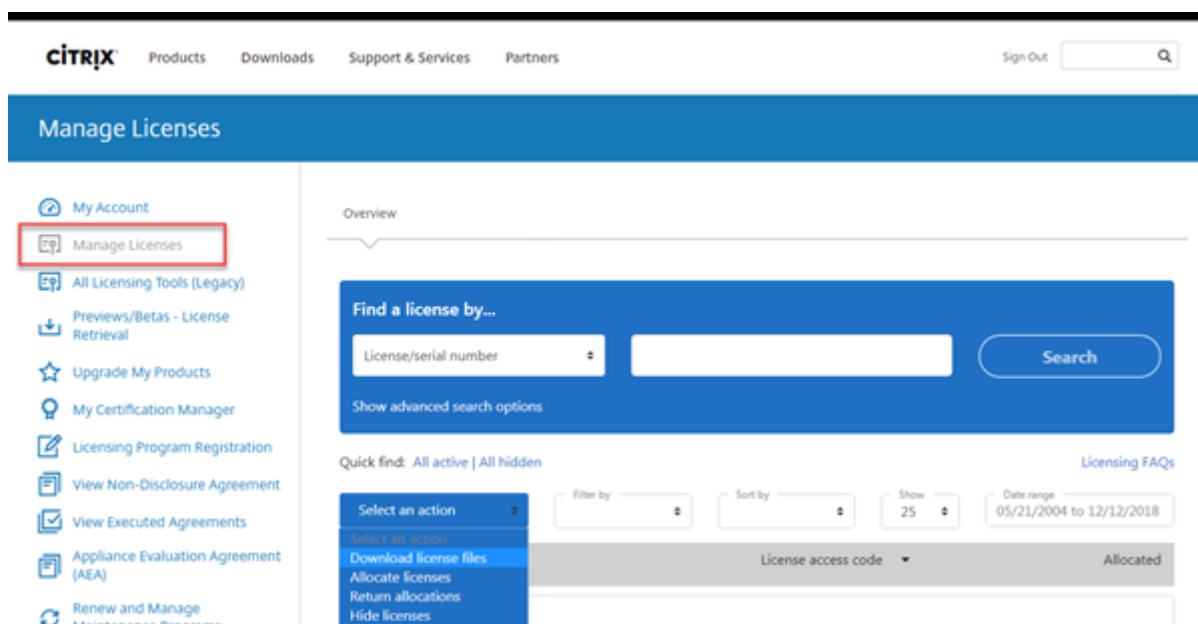 CİTRIX Products Downloads Support & Services Partners Sign Out
Manage Licenses
My Account
Manage Licenses
All Licensing Tools (Legacy)
Previews/Betas - License
Retrieval
Upgrade My Products
My Certification Manager
Licensing Program Registration
View Non-Disclosure Agreement
View Executed Agreements
Appliance Evaluation Agreement
(AEA)
Renew and Manage
Maintenance Programs
Overview
Find a license by...
License/serial number
Search
Show advanced search options
Quick find: All active | All hidden
Licensing FAQs
Select an action
Filter by
Sort by
Show
25
Date range
05/21/2004 to 12/12/2018
Select an action
Download license files
Allocate licenses
Return allocations
Hide licenses
License access code
Allocated